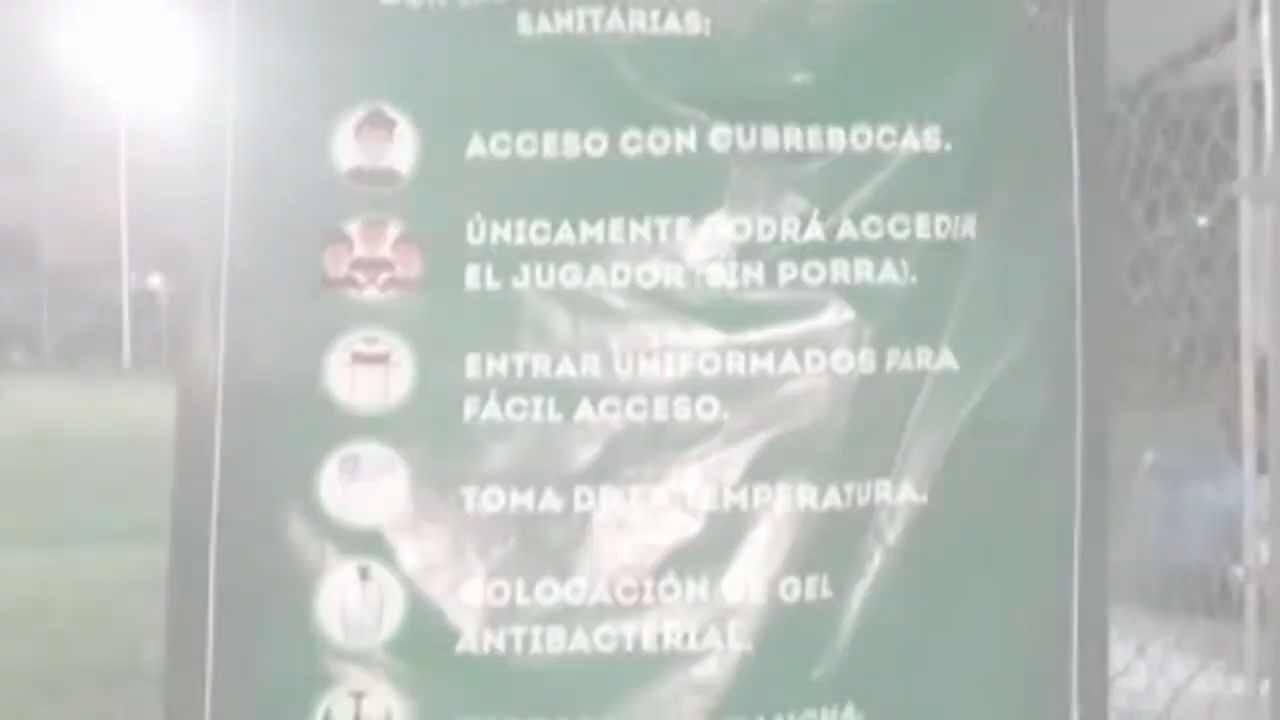 SANITARIAS:
ACCESO CON CUBREBOCAS.
ÚNICAMENTE PODRÁ ACCEDER
EL JUGADOR (SIN PORRA).
ENTRAR UNIFORMADOS PARA
FÁCIL ACCESO.
TOMA DE LA TEMPERATURA.
COLOCACIÓN DE GEL
ANTIBACTERIAL.